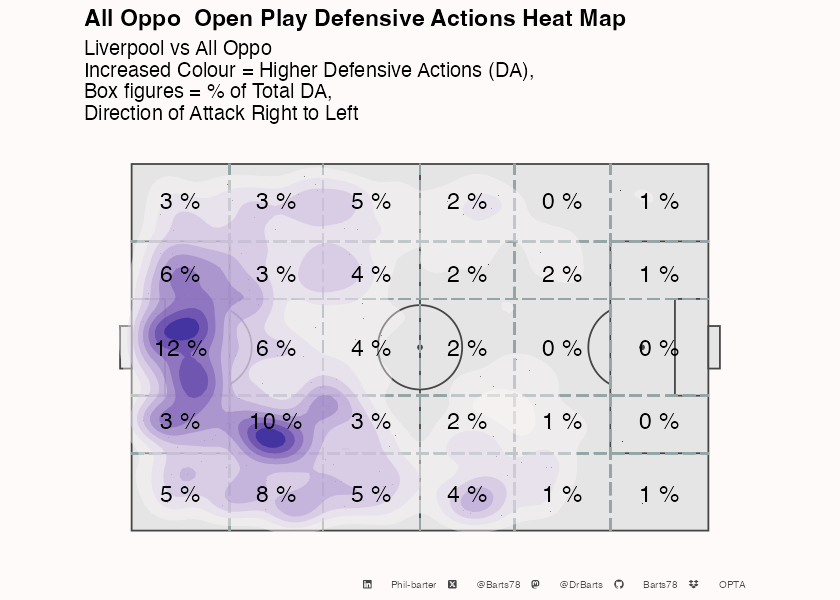 All Oppo  Open Play Defensive Actions Heat Map
Liverpool vs All Oppo
Increased Colour = Higher Defensive Actions (DA),
Box figures = % of Total DA,
Direction of Attack Right to Left
3 % 3 % 5 % 2 % 0 % 1 %
6 % 3 % 4 % 2 % 2 % 1 %
12 % 6 % 4 % 2 % 0 % 0 %
3 % 10 % 3 % 2 % 1 % 0 %
5 % 8 % 5 % 4 % 1 % 1 %
Phil-barter @Barts78 @DrBarts Barts78 OPTA